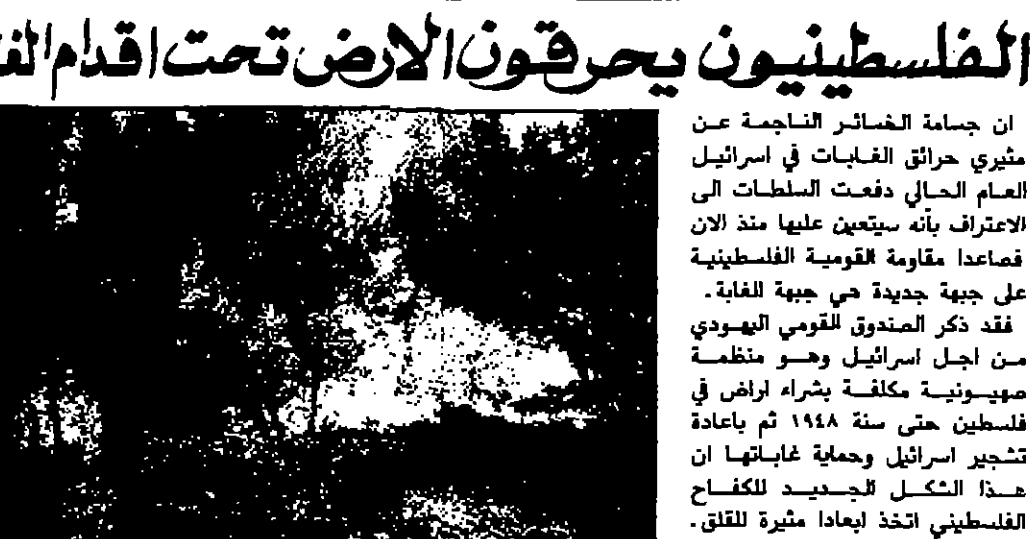 الفلسطينيون يحرقون الارض تحت اقدام
ان جسامة الخسائر الناجمة عن
مثيري حرائق الغابات في اسرائيل
العام الحالي دفعت السلطات الى
الاعتراف بأنه سيتعين عليها منذ الان
فصاعدا مقاومة القومية الفلسطينية
على جبهة جديدة هي جبهة الغابة.
فقد ذكر الصندوق القومي اليهودي
من اجل اسرائيل وهو منظمة
صهيونية مكلفة بشراء اراض في
فلسطين حتى سنة ١٩٤٨ ثم باعادة
تشجير اسرائيل وحماية غاباتها ان
هذا الشكل الجديد للكفاح
الفلسطيني اتخذ ابعادا مثيرة للقلق.